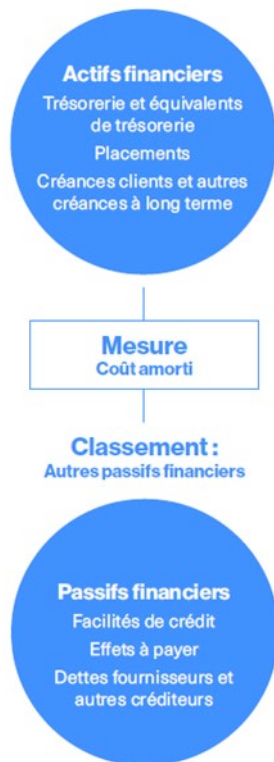 Actifs financiers
Trésorerie et équivalents
de trésorerie
Placements
Créances clients et autres
créances à long terme
Mesure
Coût amorti
Classement :
Autres passifs financiers
Passifs financiers
Facilités de crédit
Effets à payer
Dettes fournisseurs et
autres créditeurs